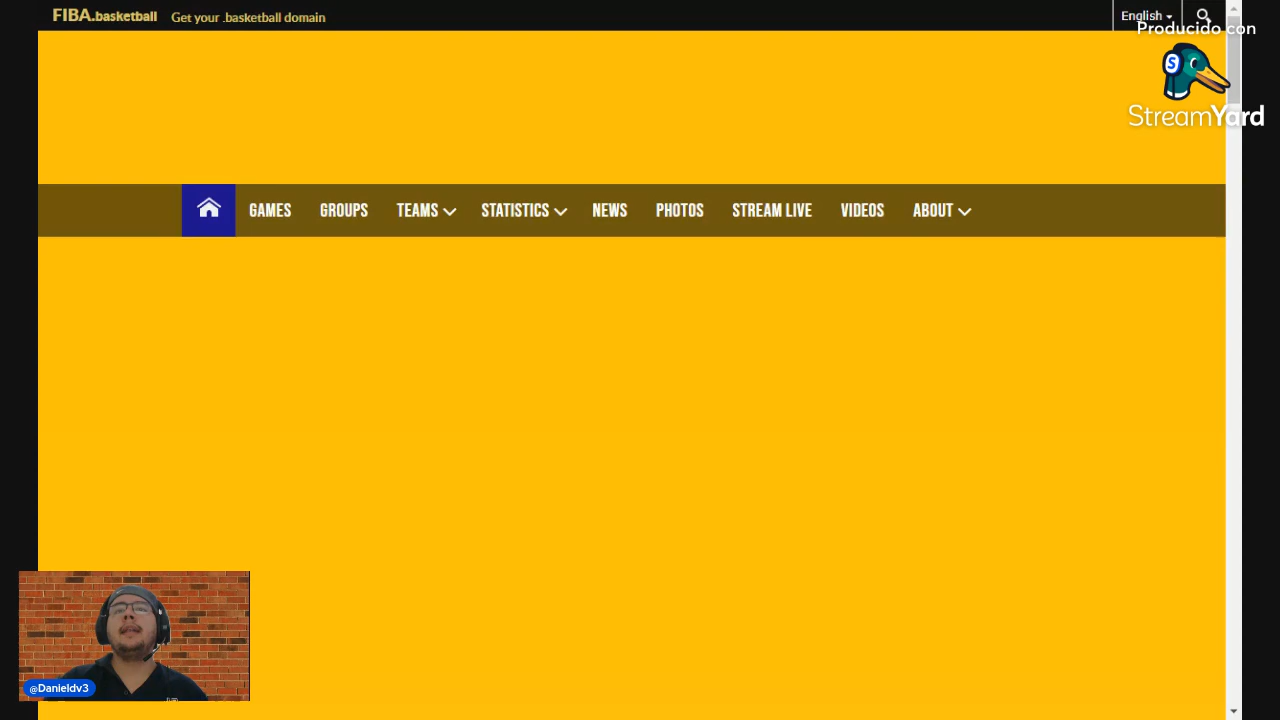 FIBA.basketball Get your .basketball domain English
Producido con
StreamYard
GAMES GROUPS TEAMS STATISTICS NEWS PHOTOS STREAM LIVE VIDEOS ABOUT
@Danieldv3